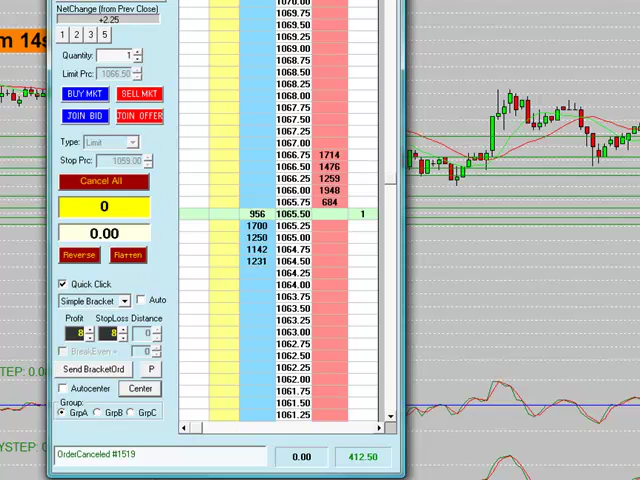 NetChange (from Prev Close)
+2.25
1 2 3 5
Quantity: 1
Limit Prc: 1066.50
BUY MKT SELL MKT
JOIN BID JOIN OFFER
Type: Limit
Stop Prc: 1059.00
Cancel All
0
0.00
Reverse Flatten
Quick Click
Simple Bracket Auto
Profit StopLoss Distance
8 8 0
BreakEven + 0
Send BracketOrd P
Autocenter Center
Group:
GrpA GrpB GrpC
OrderCanceled #1519
0.00 412.50
1070.00
1069.75
1069.50
1069.25
1069.00
1068.75
1068.50
1068.25
1068.00
1067.75
1067.50
1067.25
1067.00
1066.75 1714
1066.50 1476
1066.25 1259
1066.00 1948
1065.75 684
956 1065.50 1
1700 1065.25
1250 1065.00
1142 1064.75
1231 1064.50
1064.25
1064.00
1063.75
1063.50
1063.25
1063.00
1062.75
1062.50
1062.25
1062.00
1061.75
1061.50
1061.25
m 14s
TEP: 0.0
YSTEP: